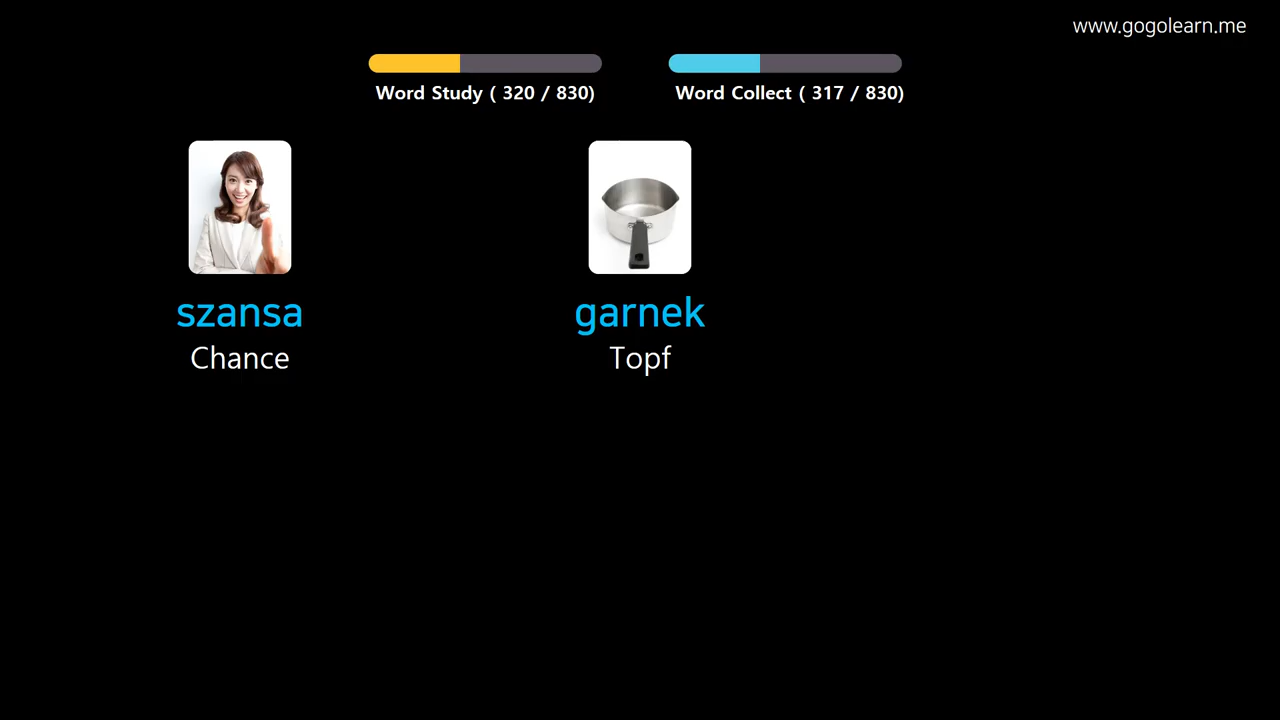 www.gogolearn.me
Word Study ( 320 / 830)
Word Collect ( 317 / 830)
szansa
Chance
garnek
Topf